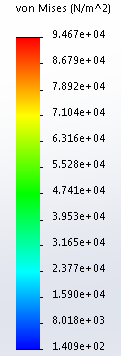 von Mises (N/m^2)
9.467e+04
8.679e+04
7.892e+04
7.104e+04
6.316e+04
5.528e+04
4.741e+04
3.953e+04
3.165e+04
2.377e+04
1.590e+04
8.018e+03
1.409e+02